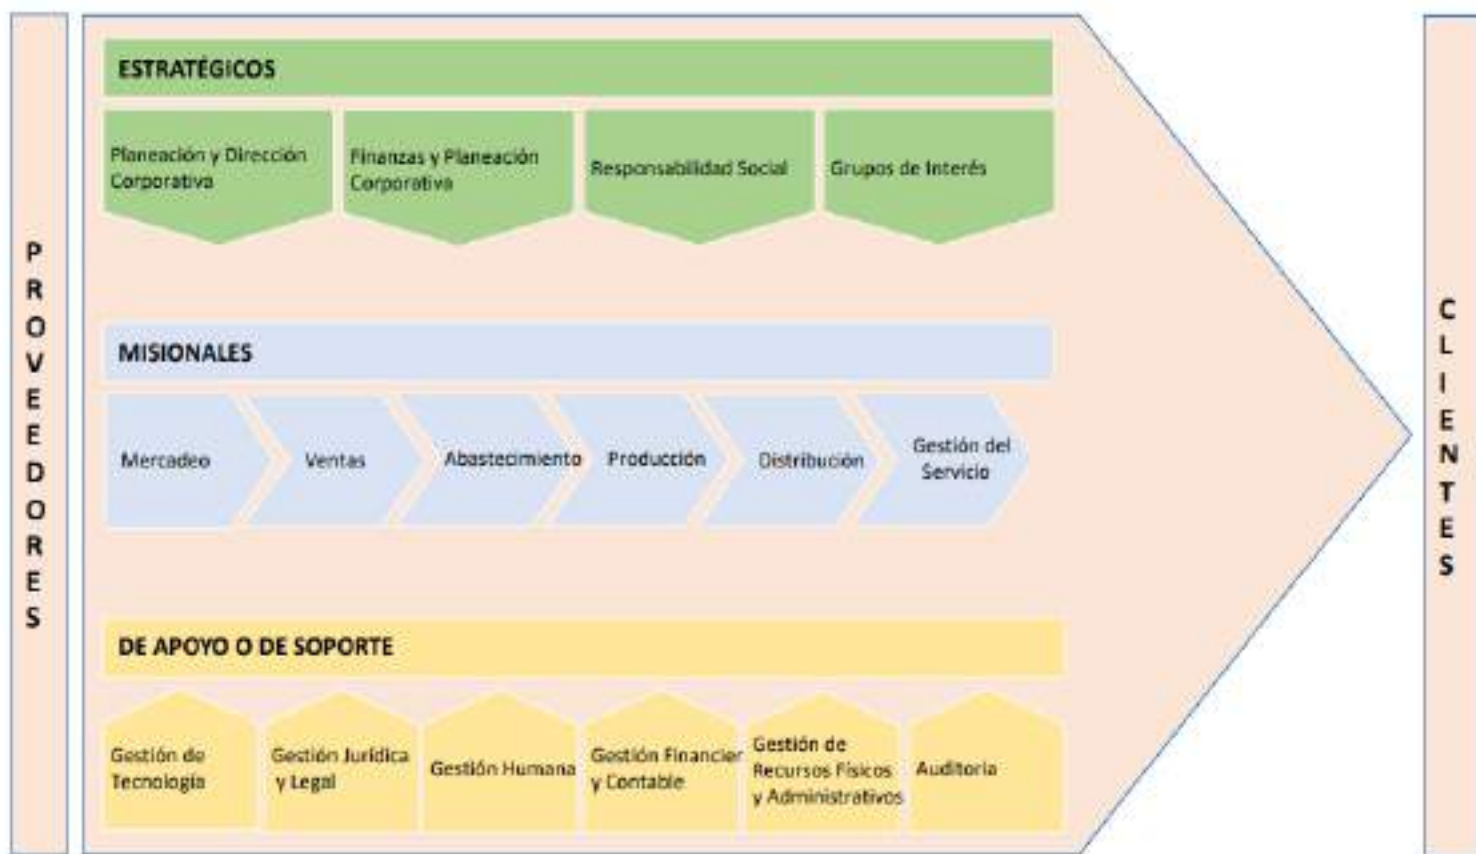 PROVEEDORES
ESTRATÉGICOS
Planeación y Dirección
Corporativa
Finanzas y Planeación
Corporativa
Responsabilidad Social
Grupos de Interés
MISIONALES
Mercadeo
Ventas
Abastecimiento
Producción
Distribución
Gestión del
Servicio
DE APOYO O DE SOPORTE
Gestión de
Tecnología
Gestión Jurídica
y Legal
Gestión Humana
Gestión Financier
y Contable
Gestión de
Recursos Físicos
y Administrativos
Auditoria
CLIENTES